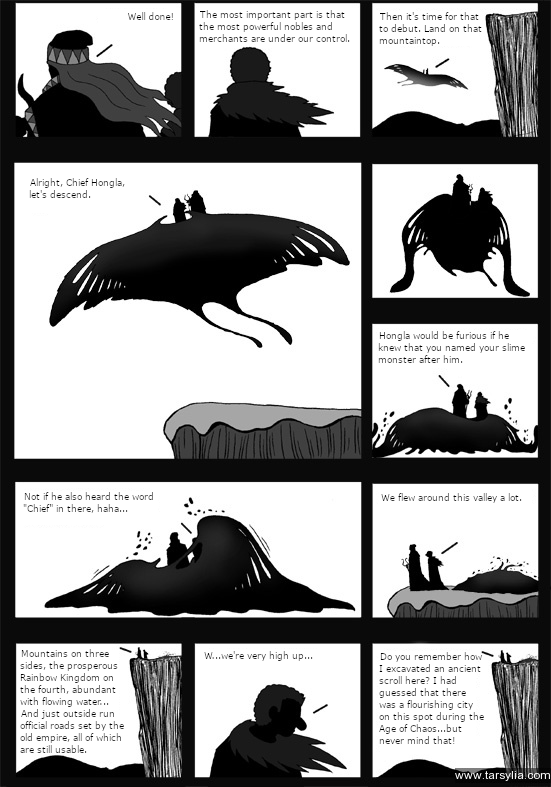 Well done!
The most important part is that
the most powerful nobles and
merchants are under our control.
Then it's time for that
to debut. Land on that
mountaintop.
Alright, Chief Hongla,
let's descend.
Hongla would be furious if he
knew that you named your slime
monster after him.
Not if he also heard the word
"Chief" in there, haha...
We flew around this valley a lot.
Mountains on three
sides, the prosperous
Rainbow Kingdom on
the fourth, abundant
with flowing water...
And just outside run
official roads set by the
old empire, all of which
are still usable.
W...we're very high up...
Do you remember how
I excavated an ancient
scroll here? I had
guessed that there
was a flourishing city
on this spot during the
Age of Chaos...but
never mind that!
www.tarsylia.com